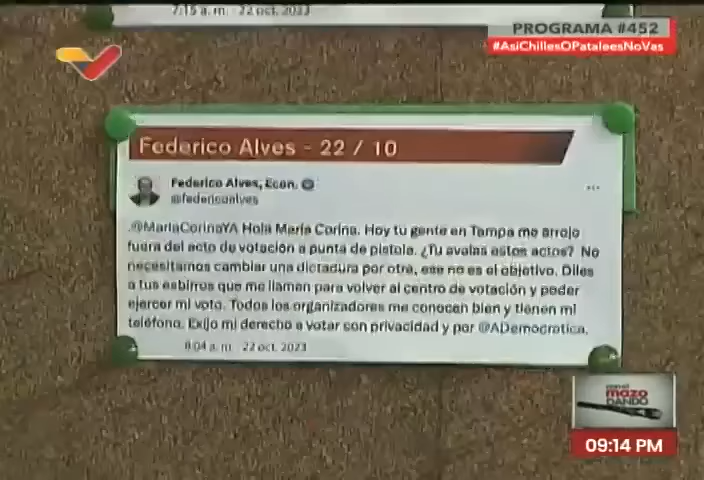 7:15 a. m. - 22 oct. 2023
PROGRAMA #452
#AsiChillesOPataleesNoVas
Federico Alves - 22 / 10
Federico Alves, Econ.
@federicoalves
.@MariaCorinaYA Hola María Corina. Hoy tu gente en Tampa me arrojo
fuera del acto de votación a punta de pistola. ¿Tu avalas estos actos? No
necesitamos cambiar una dictadura por otra, ese no es el objetivo. Diles
a tus esbirros que me llamen para volver al centro de votación y poder
ejercer mi voto. Todos los organizadores me conocen bien y tienen mi
teléfono. Exijo mi derecho a votar con privacidad y por @ADemocratica.
8:04 a. m. - 22 oct. 2023
con el
mazo
DANDO
09:14 PM